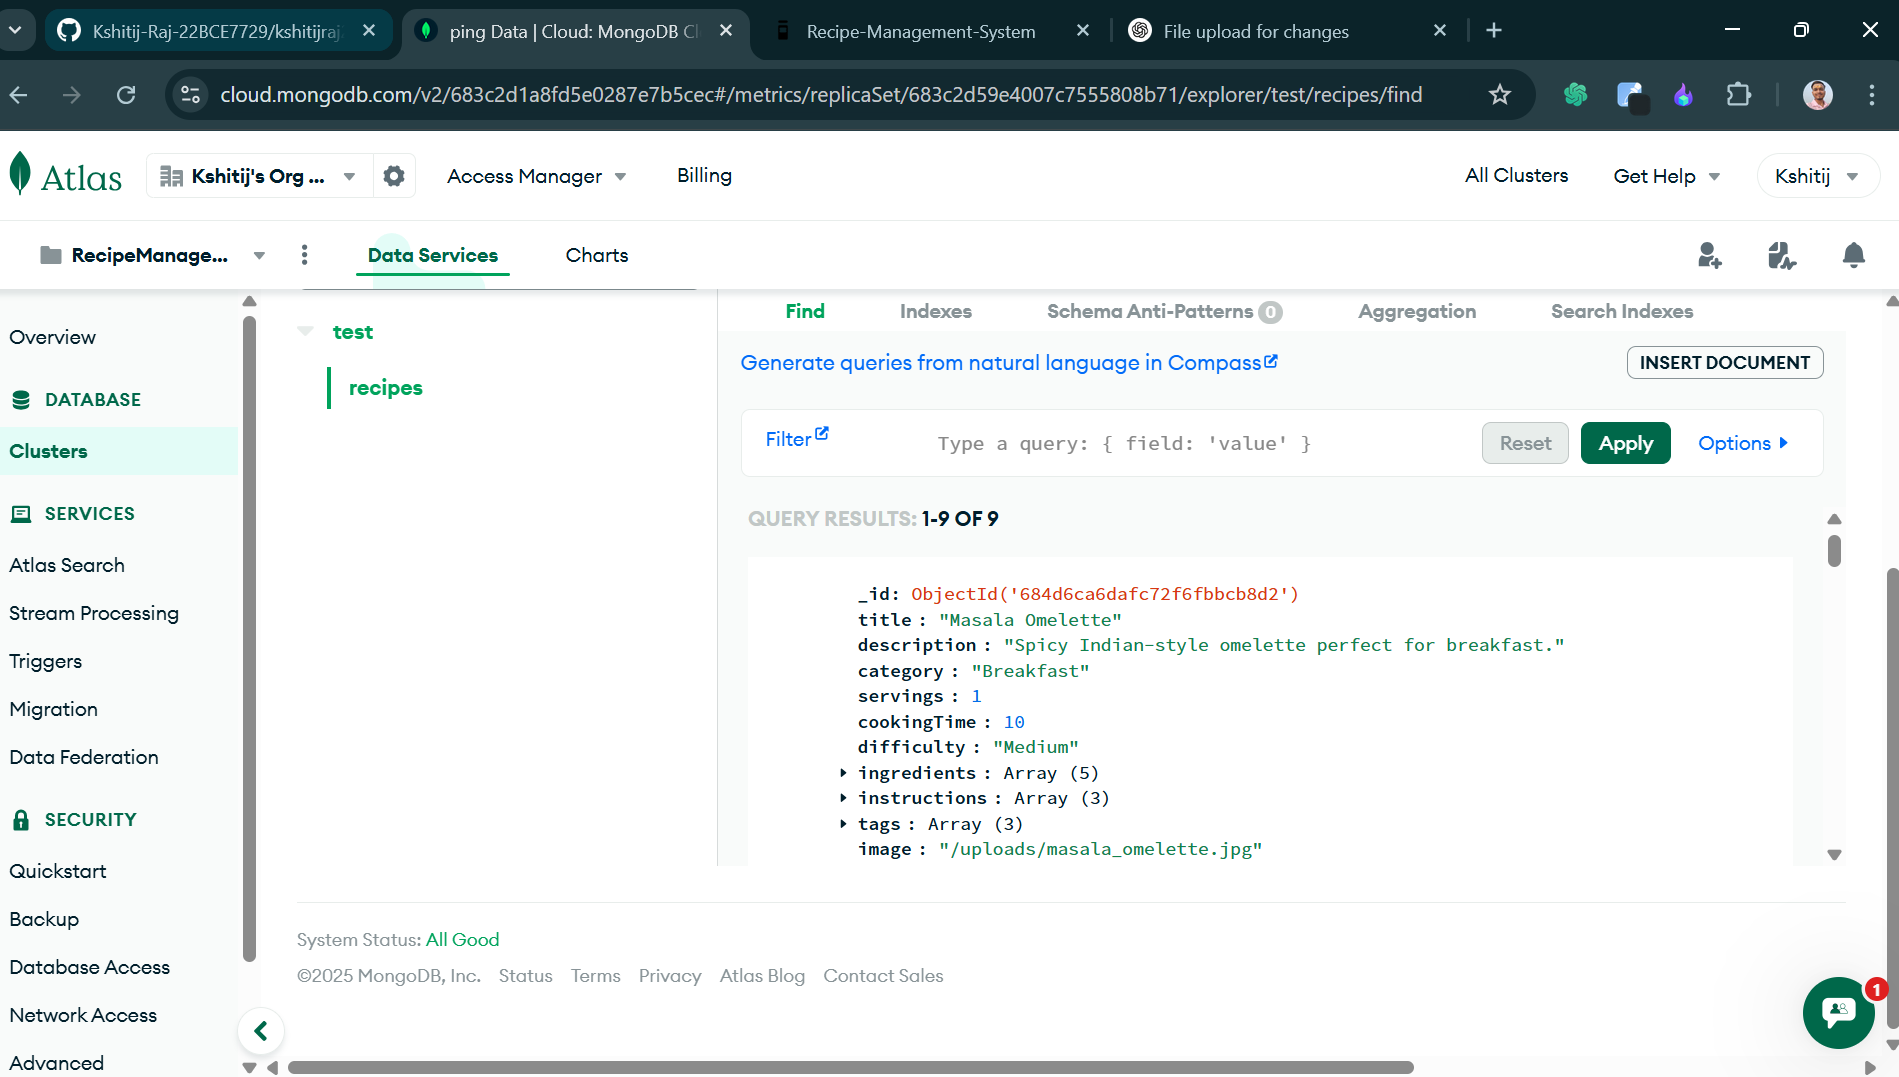 Kshitij-Raj-22BCE7729/kshitijraj
ping Data | Cloud: MongoDB Cl
Recipe-Management-System
File upload for changes
cloud.mongodb.com/v2/683c2d1a8fd5e0287e7b5cec#/metrics/replicaSet/683c2d59e4007c7555808b71/explorer/test/recipes/find
Atlas
Kshitij's Org ...
Access Manager
Billing
All Clusters
Get Help
Kshitij
RecipeManage...
Data Services
Charts
Overview
DATABASE
Clusters
SERVICES
Atlas Search
Stream Processing
Triggers
Migration
Data Federation
SECURITY
Quickstart
Backup
Database Access
Network Access
Advanced
test
recipes
Find
Indexes
Schema Anti-Patterns 0
Aggregation
Search Indexes
Generate queries from natural language in Compass
INSERT DOCUMENT
Filter
Type a query: { field: 'value' }
Reset
Apply
Options
QUERY RESULTS: 1-9 OF 9
_id: ObjectId('684d6ca6dafc72f6fbbcb8d2')
title : "Masala Omelette"
description : "Spicy Indian-style omelette perfect for breakfast."
category : "Breakfast"
servings : 1
cookingTime : 10
difficulty : "Medium"
ingredients : Array (5)
instructions : Array (3)
tags : Array (3)
image : "/uploads/masala_omelette.jpg"
System Status: All Good
©2025 MongoDB, Inc. Status Terms Privacy Atlas Blog Contact Sales
1